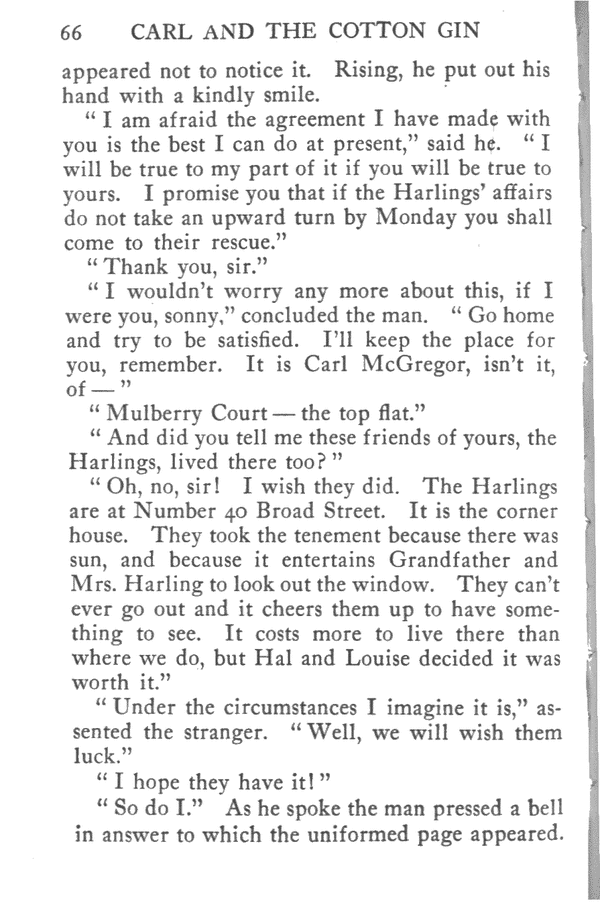 66 CARL AND THE COTTON GIN
appeared not to notice it. Rising, he put out his
hand with a kindly smile.
“ I am afraid the agreement I have made with
you is the best I can do at present,” said he. “ I
will be true to my part of it if you will be true to
yours. I promise you that if the Harlings’ affairs
do not take an upward turn by Monday you shall
come to their rescue.”
“ Thank you, sir.”
“ I wouldn’t worry any more about this, if I
were you, sonny,” concluded the man. “ Go home
and try to be satisfied. I’ll keep the place for
you, remember. It is Carl McGregor, isn’t it,
of — ”
“ Mulberry Court — the top flat.”
“ And did you tell me these friends of yours, the
Harlings, lived there too? ”
“ Oh, no, sir! I wish they did. The Harlings
are at Number 40 Broad Street. It is the corner
house. They took the tenement because there was
sun, and because it entertains Grandfather and
Mrs. Harling to look out the window. They can’t
ever go out and it cheers them up to have some-
thing to see. It costs more to live there than
where we do, but Hal and Louise decided it was
worth it.”
“ Under the circumstances I imagine it is,” as-
sented the stranger. “ Well, we will wish them
luck.”
“ I hope they have it! ”
“ So do I.” As he spoke the man pressed a bell
in answer to which the uniformed page appeared.